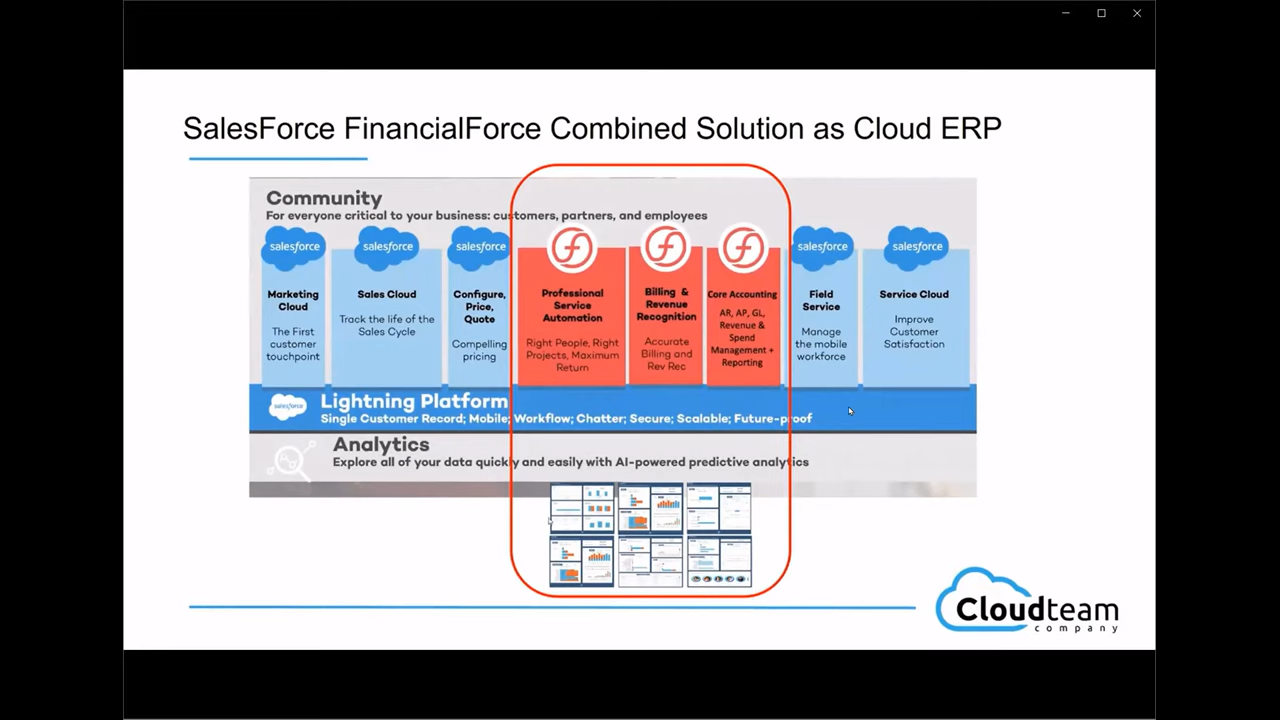 SalesForce FinancialForce Combined Solution as Cloud ERP
Community
For everyone critical to your business: customers, partners, and employees
salesforce
Marketing
Cloud
The First
customer
touchpoint
salesforce
Sales Cloud
Track the life of the
Sales Cycle
salesforce
Configure,
Price,
Quote
Compelling
pricing
Professional
Service
Automation
Right People, Right
Projects, Maximum
Return
Billing &
Revenue
Recognition
Accurate
Billing and
Rev Rec
Core Accounting
AR, AP, GL,
Revenue &
Spend
Management +
Reporting
salesforce
Field
Service
Manage
the mobile
workforce
salesforce
Service Cloud
Improve
Customer
Satisfaction
salesforce
Lightning Platform
Single Customer Record; Mobile; Workflow; Chatter; Secure; Scalable; Future-proof
Analytics
Explore all of your data quickly and easily with AI-powered predictive analytics
Cloudteam
company